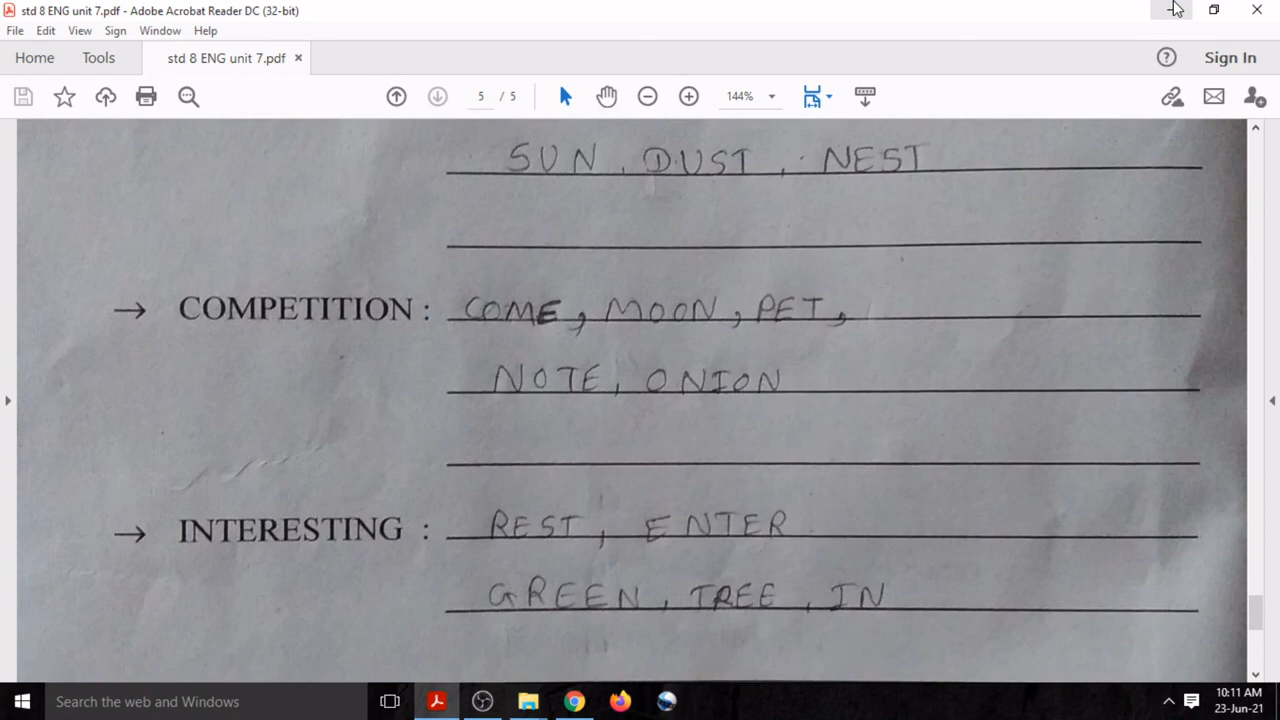 std 8 ENG unit 7.pdf - Adobe Acrobat Reader DC (32-bit)
File Edit View Sign Window Help
Home Tools std 8 ENG unit 7.pdf × Sign In
5 / 5 144%
SUN, DUST, NEST
→ COMPETITION : COME, MOON, PET,
NOTE, ONION
→ INTERESTING : REST, ENTER
GREEN, TREE, IN
Search the web and Windows
10:11 AM
23-Jun-21